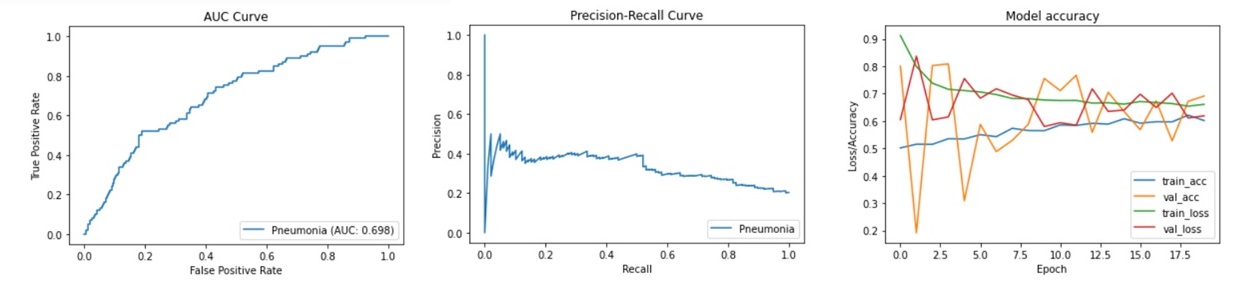 AUC Curve
True Positive Rate
1.0
0.8
0.6
0.4
0.2
0.0
0.0 0.2 0.4 0.6 0.8 1.0
False Positive Rate
Pneumonia (AUC: 0.698)
Precision-Recall Curve
Precision
1.0
0.8
0.6
0.4
0.2
0.0
0.0 0.2 0.4 0.6 0.8 1.0
Recall
Pneumonia
Model accuracy
Loss/Accuracy
0.9
0.8
0.7
0.6
0.5
0.4
0.3
0.2
0.0 2.5 5.0 7.5 10.0 12.5 15.0 17.5
Epoch
train_acc
val_acc
train_loss
val_loss